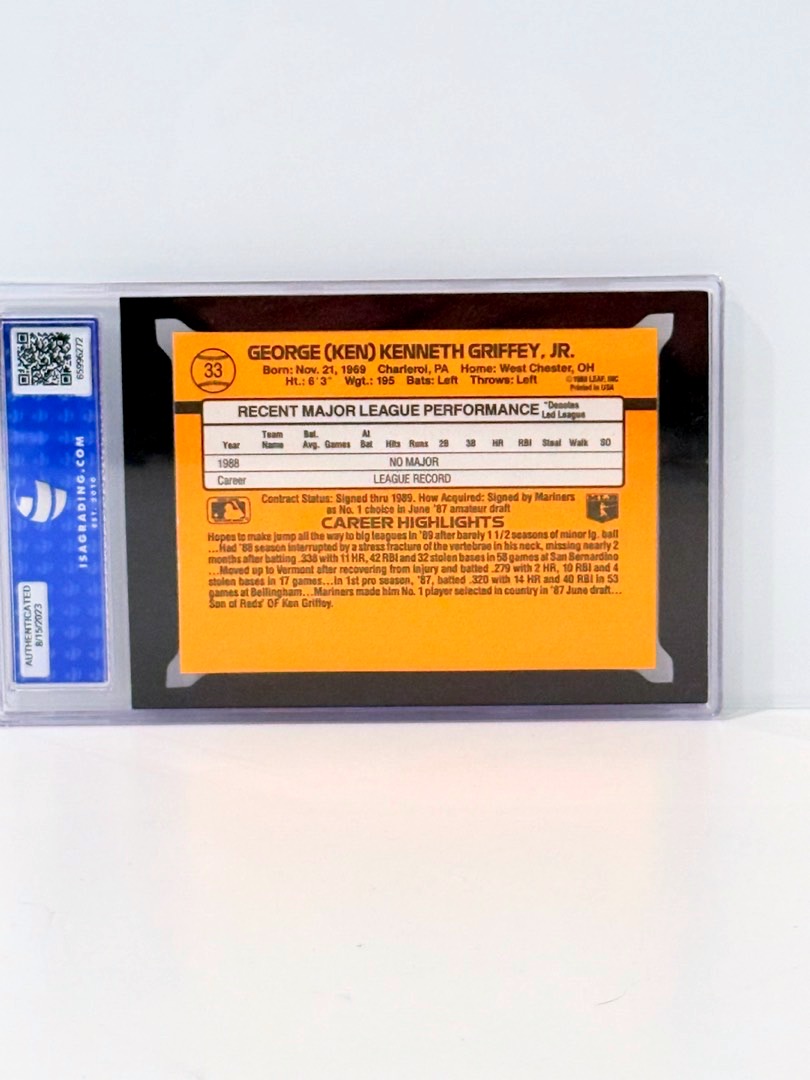 65996272
ISAGRADING.COM
EST. 2010
AUTHENTICATED
8/15/2023
33
GEORGE (KEN) KENNETH GRIFFEY, JR.
Born: Nov. 21, 1969 Charleroi, PA Home: West Chester, OH
Ht.: 6'3" Wgt.: 195 Bats: Left Throws: Left
© 1989 LEAF, INC.
Printed in USA
RECENT MAJOR LEAGUE PERFORMANCE
*Denotes
Led League
Year Team Name Bat. Avg. Games At Bat Hits Runs 2B 3B HR RBI Steal Walk SO
1988 NO MAJOR
Career LEAGUE RECORD
Contract Status: Signed thru 1989. How Acquired: Signed by Mariners
as No. 1 choice in June '87 amateur draft
CAREER HIGHLIGHTS
Hopes to make jump all the way to big leagues in '89 after barely 1 1/2 seasons of minor lg. ball
...Had '88 season interrupted by a stress fracture of the vertebrae in his neck, missing nearly 2
months after batting .338 with 11 HR, 42 RBI and 32 stolen bases in 58 games at San Bernardino
...Moved up to Vermont after recovering from injury and batted .279 with 2 HR, 10 RBI and 4
stolen bases in 17 games...In 1st pro season, '87, batted .320 with 14 HR and 40 RBI in 53
games at Bellingham...Mariners made him No. 1 player selected in country in '87 June draft...
Son of Reds' OF Ken Griffey.